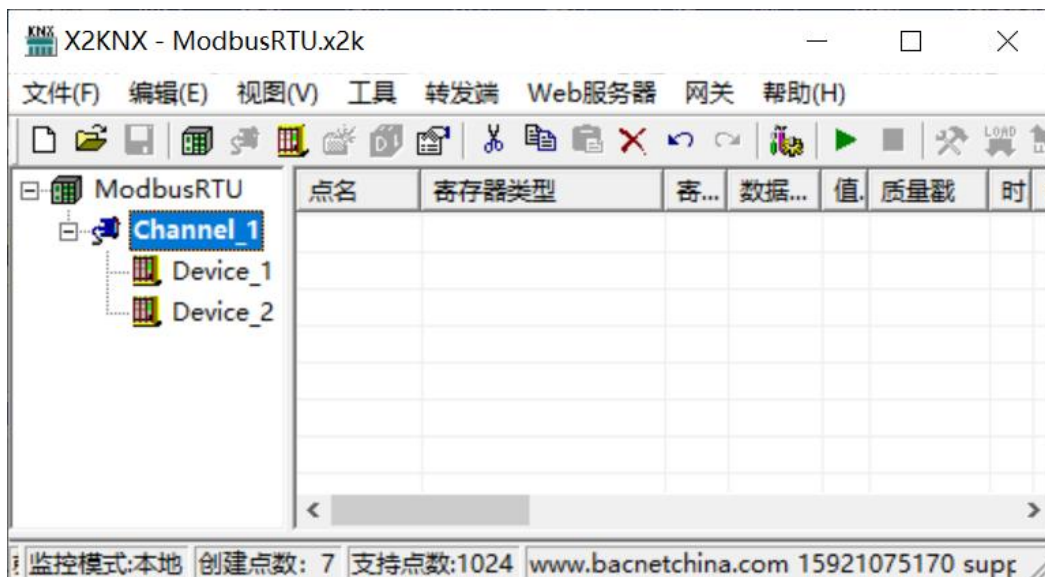 KNX X2KNX - ModbusRTU.x2k
文件(F) 编辑(E) 视图(V) 工具 转发端 Web服务器 网关 帮助(H)
LOAD
ModbusRTU 点名 寄存器类型 寄... 数据... 值. 质量戳 时
Channel_1
Device_1
Device_2
监控模式:本地 创建点数: 7 支持点数:1024 www.bacnetchina.com 15921075170 supp